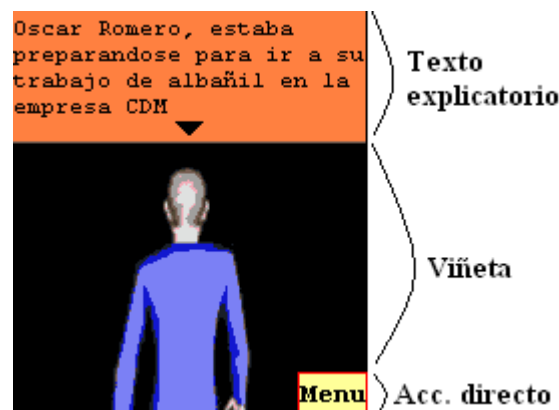 Oscar Romero, estaba
preparandose para ir a su
trabajo de albañil en la
empresa CDM
Texto
explicatorio
Viñeta
Menu
Acc. directo